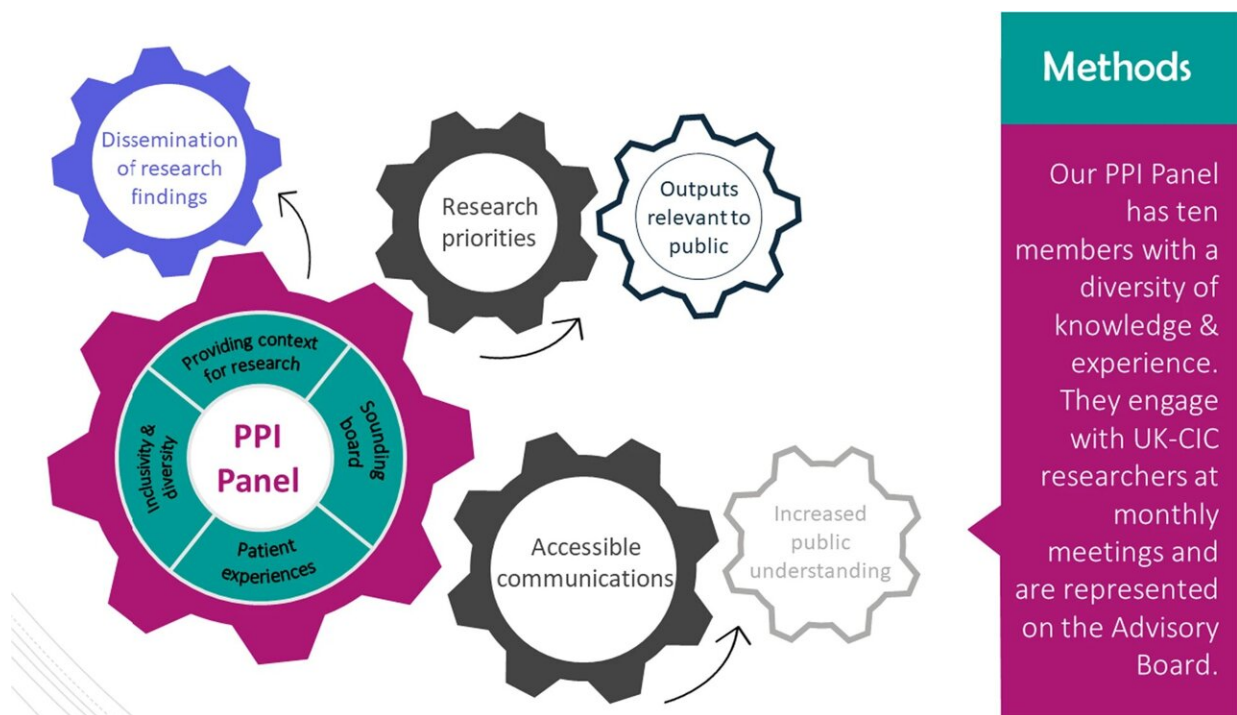 Dissemination
of research
findings
Research
priorities
Outputs
relevant to
public
Providing context
for research
Sounding
board
Inclusivity &
diversity
Patient
experiences
PPI
Panel
Accessible
communications
Increased
public
understanding
Methods
Our PPI Panel
has ten
members with a
diversity of
knowledge &
experience.
They engage
with UK-CIC
researchers at
monthly
meetings and
are represented
on the Advisory
Board.